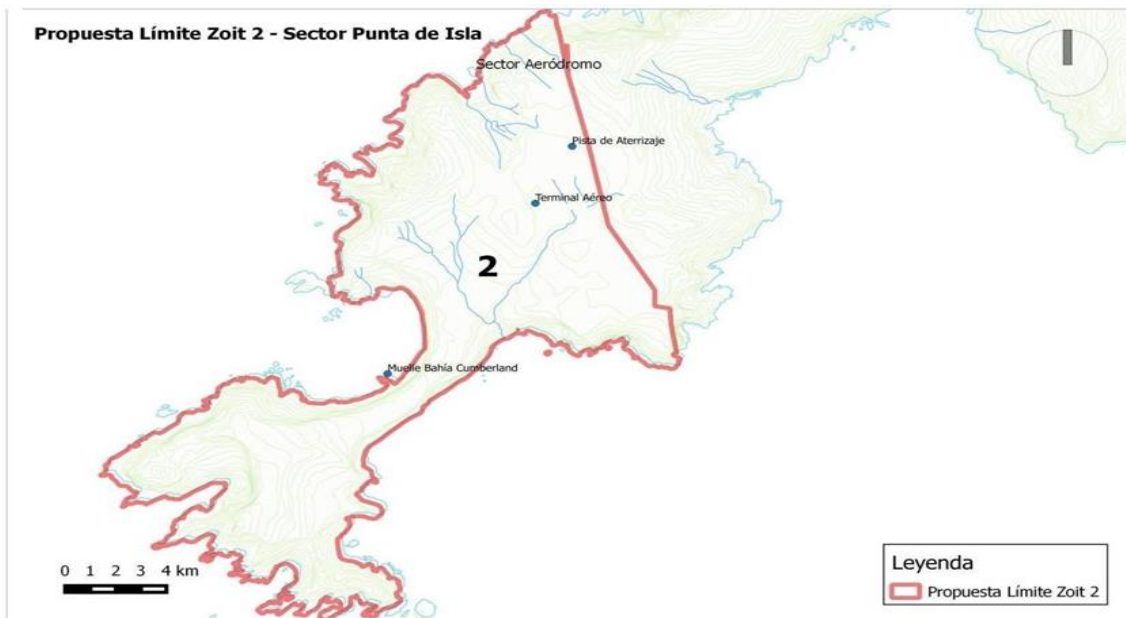 Propuesta Límite Zoit 2 - Sector Punta de Isla
Sector Aeródromo
Pista de Aterrizaje
Terminal Aéreo
2
Muelle Bahía Cumberland
0 1 2 3 4 km
Leyenda
Propuesta Límite Zoit 2